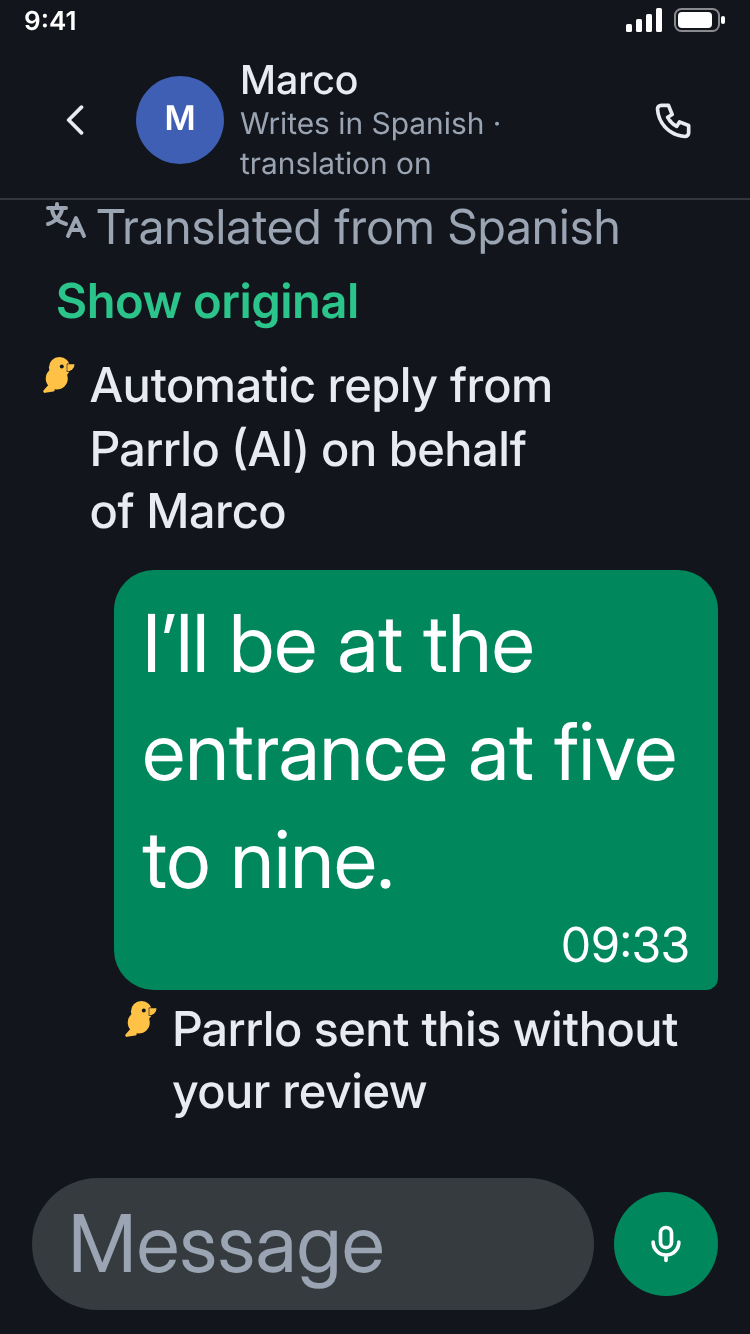 9:41
M
Marco
Writes in Spanish ·
translation on
Translated from Spanish
Show original
Automatic reply from
Parrlo (AI) on behalf
of Marco
I’ll be at the
entrance at five
to nine.
09:33
Parrlo sent this without
your review
Message